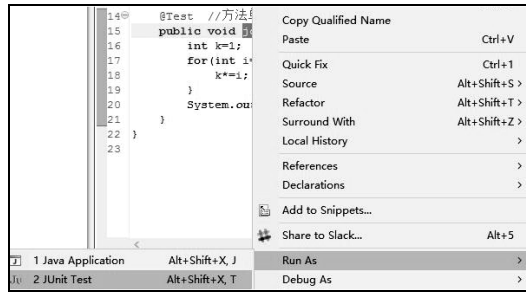 14 @Test //方法
15 public void
16 int k=1;
17 for(int i
18 k*=i;
19 }
20 System.ou
21 }
22 }
23
Copy Qualified Name
Paste Ctrl+V
Quick Fix Ctrl+1
Source Alt+Shift+S >
Refactor Alt+Shift+T >
Surround With Alt+Shift+Z >
Local History >
References >
Declarations >
Add to Snippets...
Share to Slack... Alt+5
Run As >
Debug As >
1 Java Application Alt+Shift+X, J
2 JUnit Test Alt+Shift+X, T